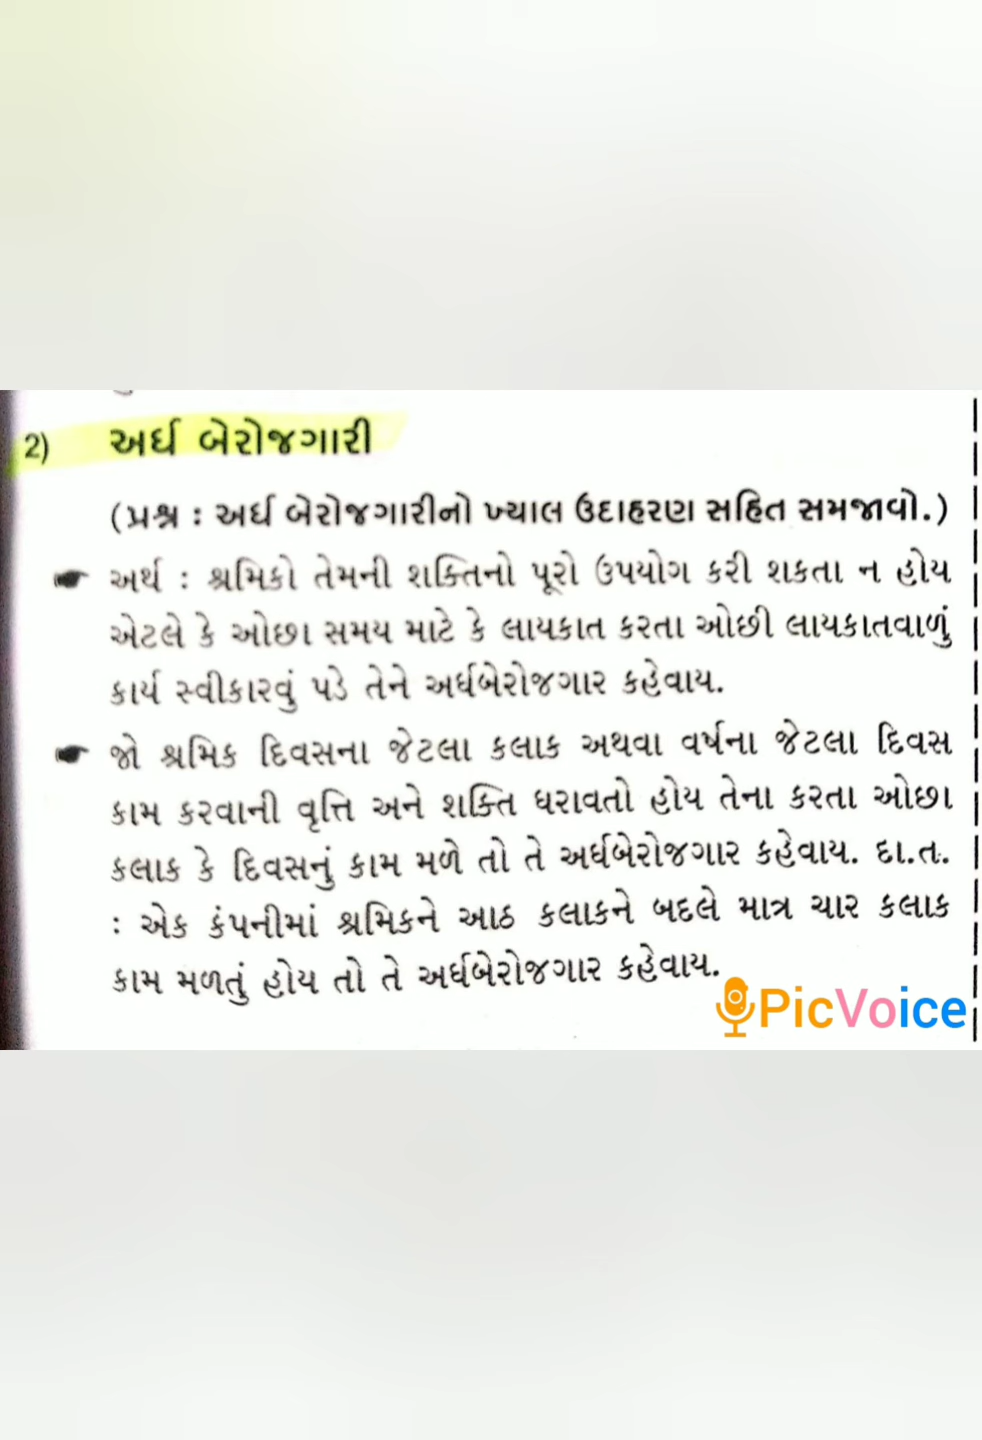 2) અર્ધ બેરોજગારી
(પ્રશ્ન : અર્ધ બેરોજગારીનો ખ્યાલ ઉદાહરણ સહિત સમજાવો.)
☛ અર્થ : શ્રમિકો તેમની શક્તિનો પૂરો ઉપયોગ કરી શકતા ન હોય
એટલે કે ઓછા સમય માટે કે લાયકાત કરતા ઓછી લાયકાતવાળું
કાર્ય સ્વીકારવું પડે તેને અર્ધબેરોજગાર કહેવાય.
☛ જો શ્રમિક દિવસના જેટલા કલાક અથવા વર્ષના જેટલા દિવસ
કામ કરવાની વૃત્તિ અને શક્તિ ધરાવતો હોય તેના કરતા ઓછા
કલાક કે દિવસનું કામ મળે તો તે અર્ધબેરોજગાર કહેવાય. દા.ત.
: એક કંપનીમાં શ્રમિકને આઠ કલાકને બદલે માત્ર ચાર કલાક
કામ મળતું હોય તો તે અર્ધબેરોજગાર કહેવાય.
PicVoice